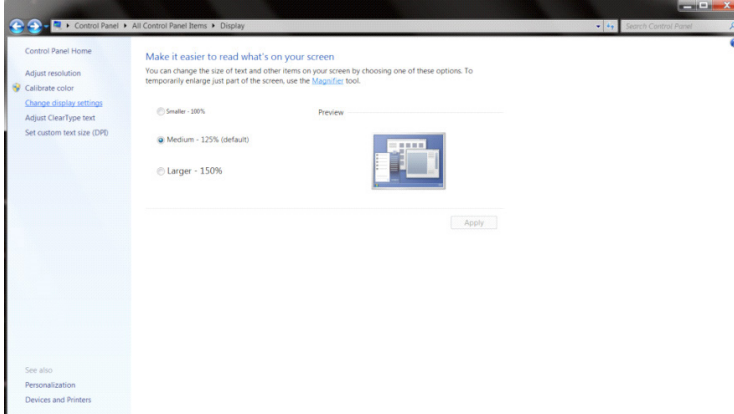 Control Panel ▸ All Control Panel Items ▸ Display
Search Control Panel
Control Panel Home
Adjust resolution
Calibrate color
Change display settings
Adjust ClearType text
Set custom text size (DPI)
Make it easier to read what's on your screen
You can change the size of text and other items on your screen by choosing one of these options. To
temporarily enlarge just part of the screen, use the Magnifier tool.
Smaller - 100%
Preview
Medium - 125% (default)
Larger - 150%
Apply
See also
Personalization
Devices and Printers